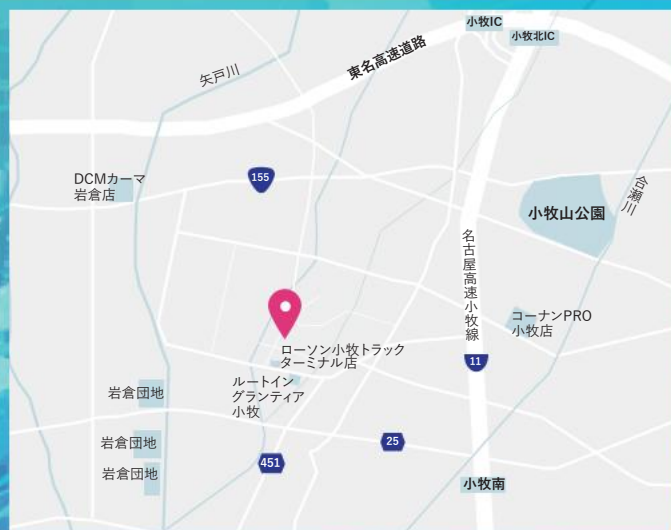 小牧IC
小牧北IC
東名高速道路
矢戸川
155
DCMカーマ
岩倉店
合瀬川
小牧山公園
名古屋高速小牧線
コーナンPRO
小牧店
ローソン小牧トラック
ターミナル店
11
ルートイン
グランティア
小牧
岩倉団地
25
岩倉団地
451
岩倉団地
小牧南